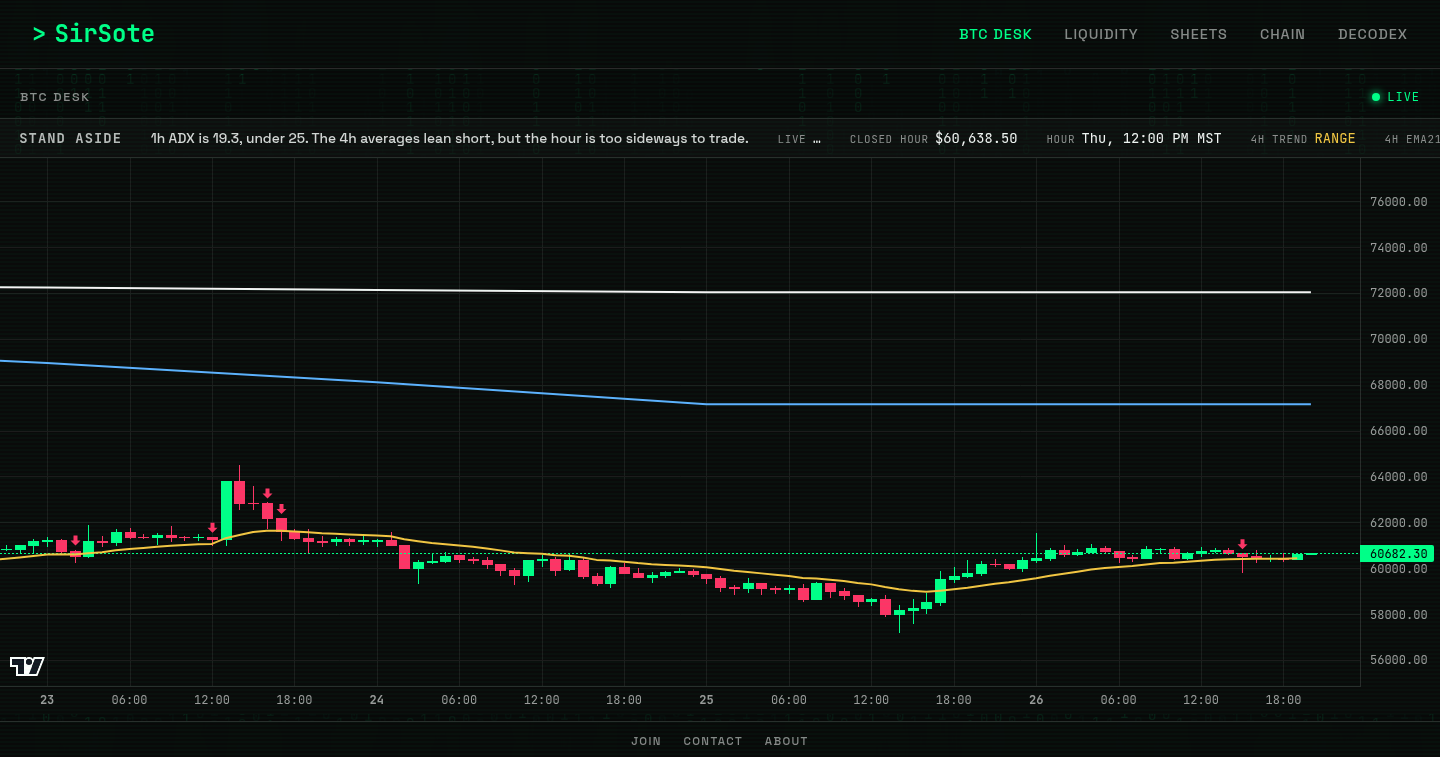 > SirSote
BTC DESK LIQUIDITY SHEETS CHAIN DECODEX
BTC DESK
LIVE
STAND ASIDE 1h ADX is 19.3, under 25. The 4h averages lean short, but the hour is too sideways to trade. LIVE … CLOSED HOUR $60,638.50 HOUR Thu, 12:00 PM MST 4H TREND RANGE 4H EMA21
76000.00
74000.00
72000.00
70000.00
68000.00
66000.00
64000.00
62000.00
60682.30
60000.00
58000.00
56000.00
23 06:00 12:00 18:00 24 06:00 12:00 18:00 25 06:00 12:00 18:00 26 06:00 12:00 18:00
JOIN CONTACT ABOUT